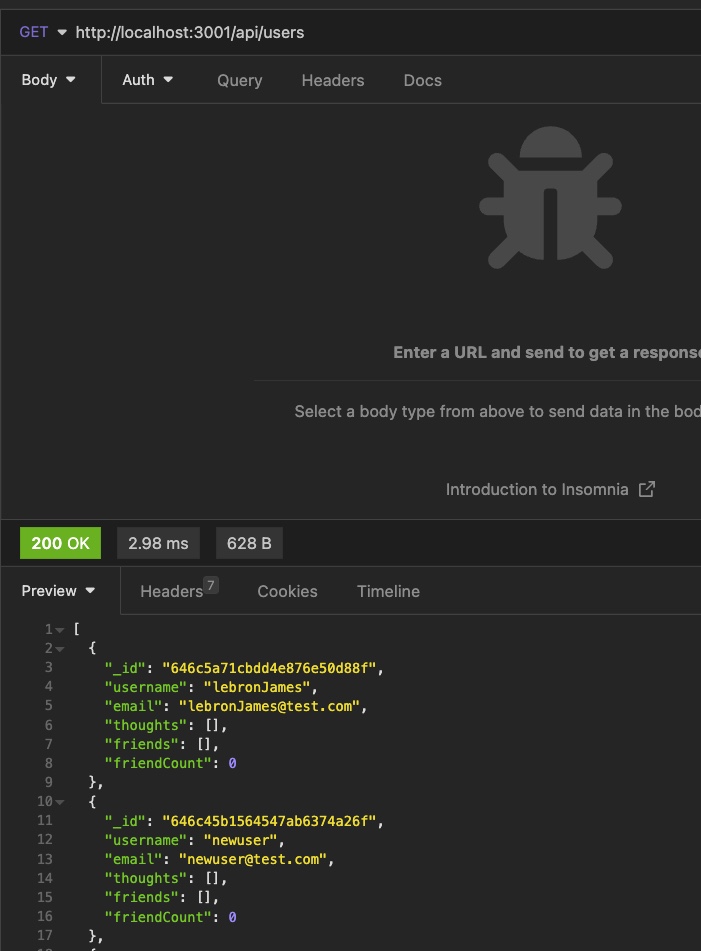 GET http://localhost:3001/api/users
Body Auth Query Headers Docs
Enter a URL and send to get a response
Select a body type from above to send data in the bod
Introduction to Insomnia
200 OK 2.98 ms 628 B
Preview Headers 7 Cookies Timeline
1 [
2 {
3 "_id": "646c5a71cbdd4e876e50d88f",
4 "username": "lebronJames",
5 "email": "lebronJames@test.com",
6 "thoughts": [],
7 "friends": [],
8 "friendCount": 0
9 },
10 {
11 "_id": "646c45b1564547ab6374a26f",
12 "username": "newuser",
13 "email": "newuser@test.com",
14 "thoughts": [],
15 "friends": [],
16 "friendCount": 0
17 },